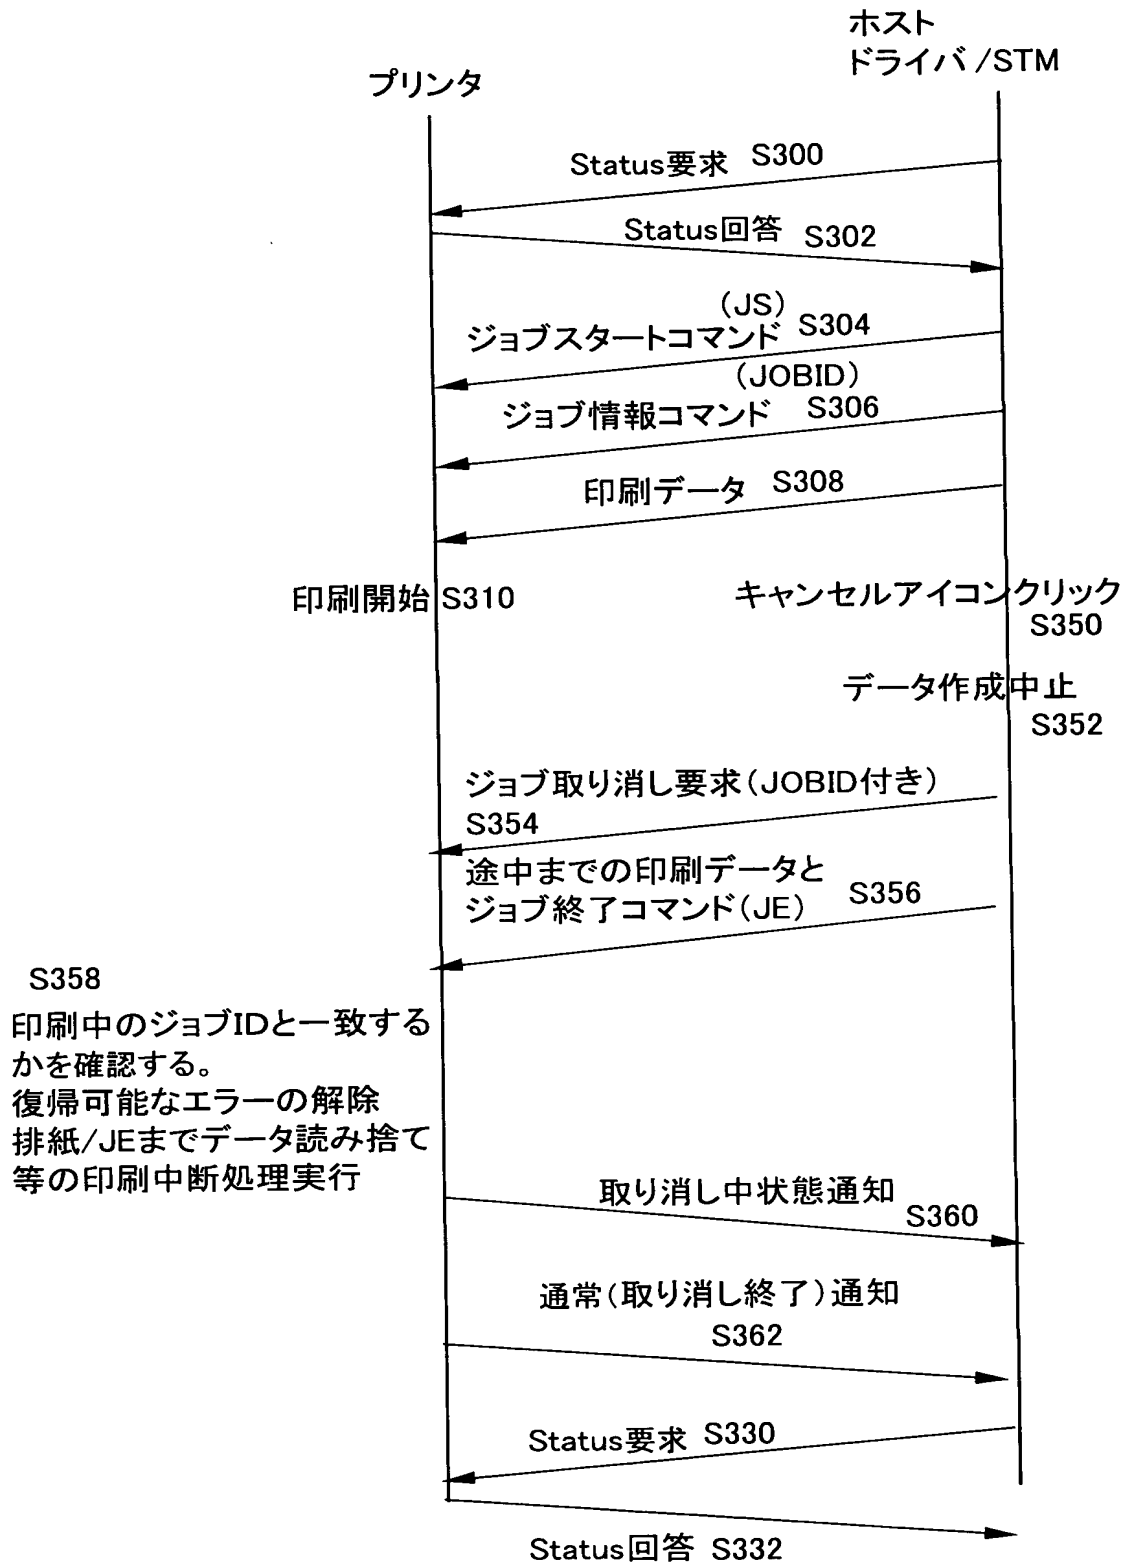 ホスト
ドライバ/STM
プリンタ
Status要求 S300
Status回答 S302
(JS)
ジョブスタートコマンド S304
(JOBID)
ジョブ情報コマンド S306
印刷データ S308
印刷開始 S310
キャンセルアイコンクリック
S350
データ作成中止
S352
ジョブ取り消し要求(JOBID付き)
S354
途中までの印刷データと
ジョブ終了コマンド(JE) S356
S358
印刷中のジョブIDと一致する
かを確認する。
復帰可能なエラーの解除
排紙/JEまでデータ読み捨て
等の印刷中断処理実行
取り消し中状態通知
S360
通常(取り消し終了)通知
S362
Status要求 S330
Status回答 S332